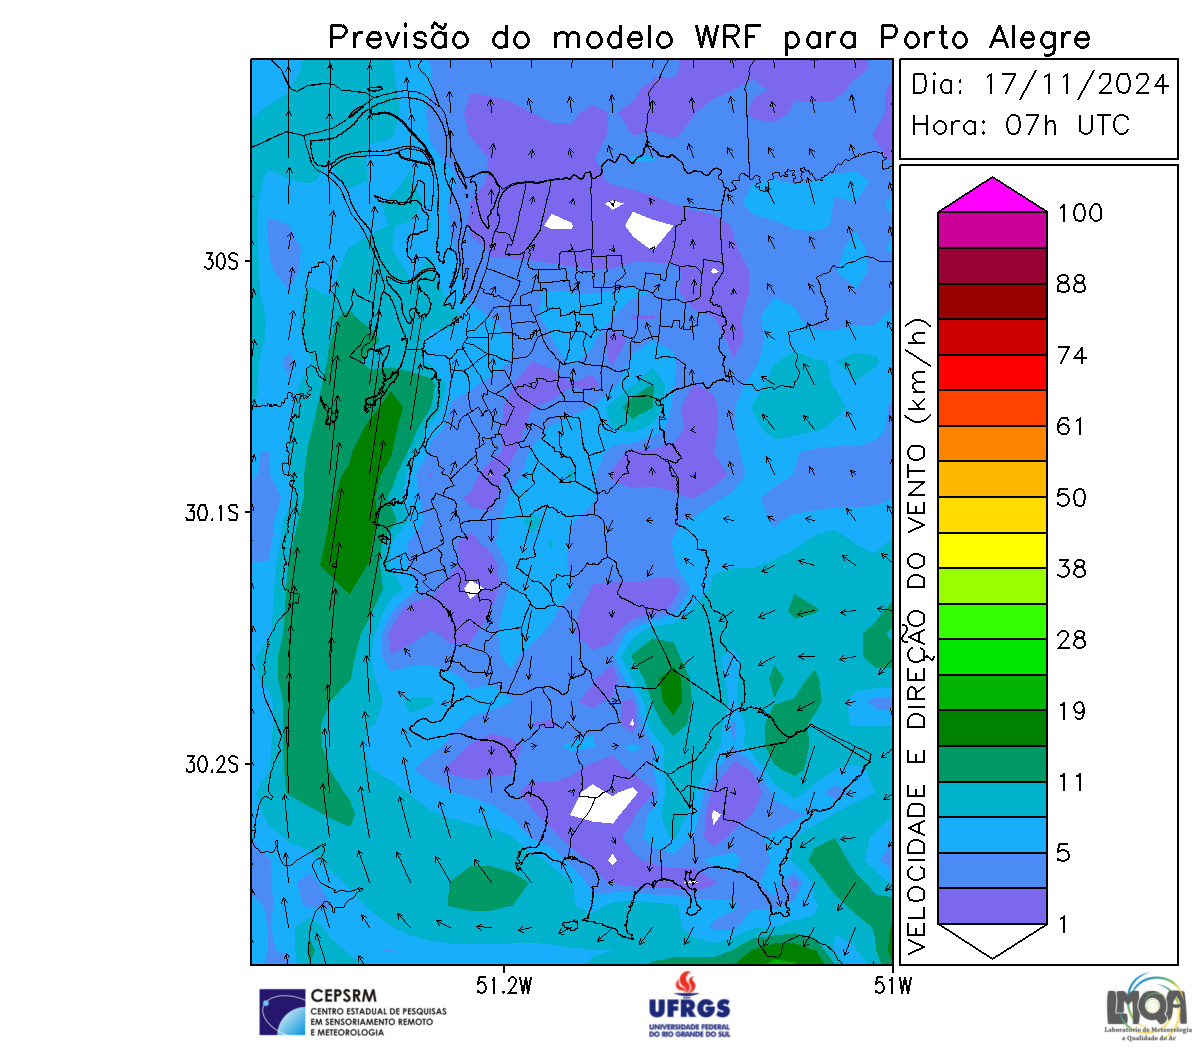 Previsão do modelo WRF para Porto Alegre
Dia: 17/11/2024
Hora: 07h UTC
30S
30.1S
30.2S
51.2W
51W
VELOCIDADE E DIREÇÃO DO VENTO (km/h)
100
88
74
61
50
38
28
19
11
5
1
CEPSRM
CENTRO ESTADUAL DE PESQUISAS
EM SENSORIAMENTO REMOTO
E METEOROLOGIA
UFRGS
UNIVERSIDADE FEDERAL
DO RIO GRANDE DO SUL
LMQA
Laboratório de Meteorologia
e Qualidade do Ar